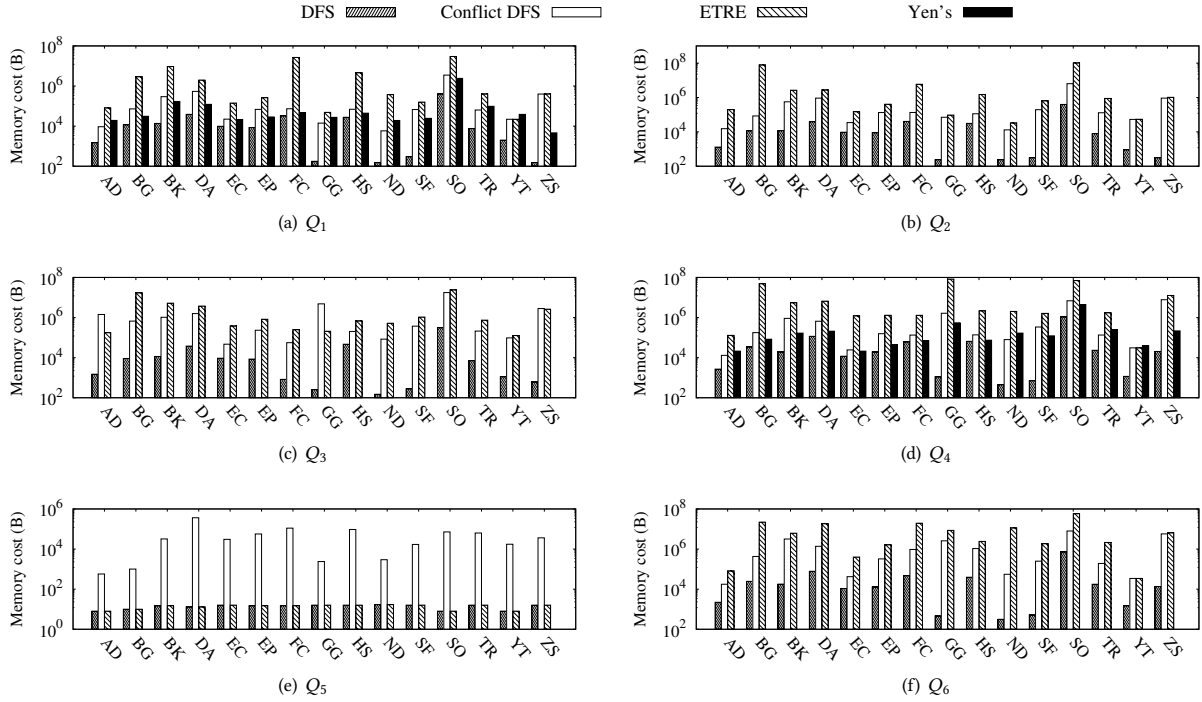 DFS Conflict DFS ETRE Yen's
Memory cost (B)
10^8
10^6
10^4
10^2
AD BG BK DA EC EP FC GG HS ND SF SO TR YT ZS
(a) Q₁
Memory cost (B)
10^8
10^6
10^4
10^2
AD BG BK DA EC EP FC GG HS ND SF SO TR YT ZS
(b) Q₂
Memory cost (B)
10^8
10^6
10^4
10^2
AD BG BK DA EC EP FC GG HS ND SF SO TR YT ZS
(c) Q₃
Memory cost (B)
10^8
10^6
10^4
10^2
AD BG BK DA EC EP FC GG HS ND SF SO TR YT ZS
(d) Q₄
Memory cost (B)
10^6
10^4
10^2
10^0
AD BG BK DA EC EP FC GG HS ND SF SO TR YT ZS
(e) Q₅
Memory cost (B)
10^8
10^6
10^4
10^2
AD BG BK DA EC EP FC GG HS ND SF SO TR YT ZS
(f) Q₆